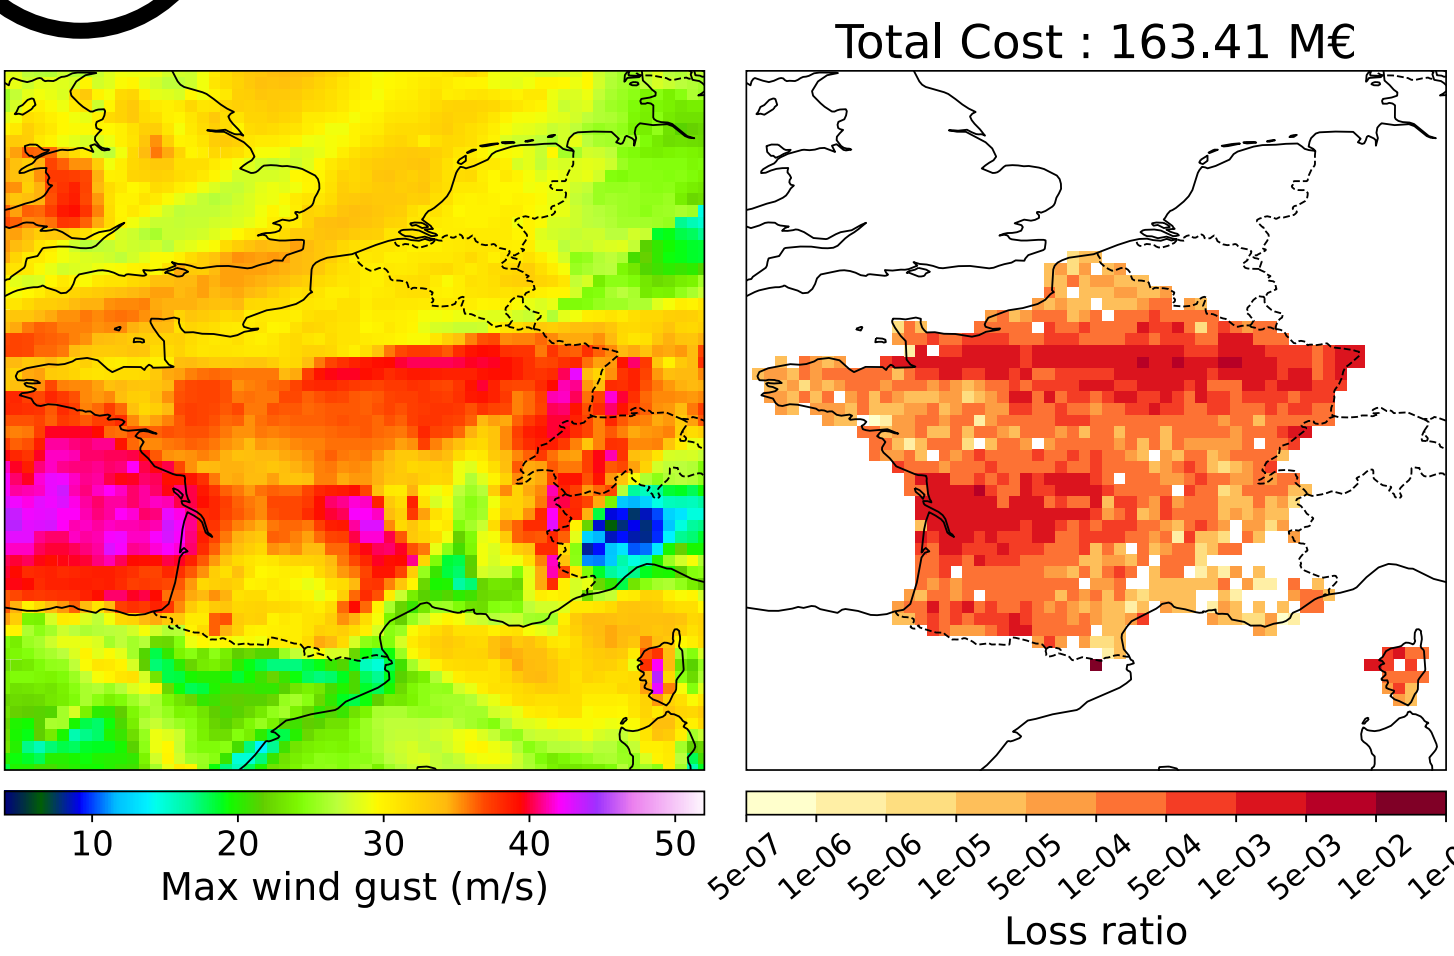 Total Cost : 163.41 M€
10 20 30 40 50
Max wind gust (m/s)
5e-07 1e-06 5e-06 1e-05 5e-05 1e-04 5e-04 1e-03 5e-03 1e-02
Loss ratio